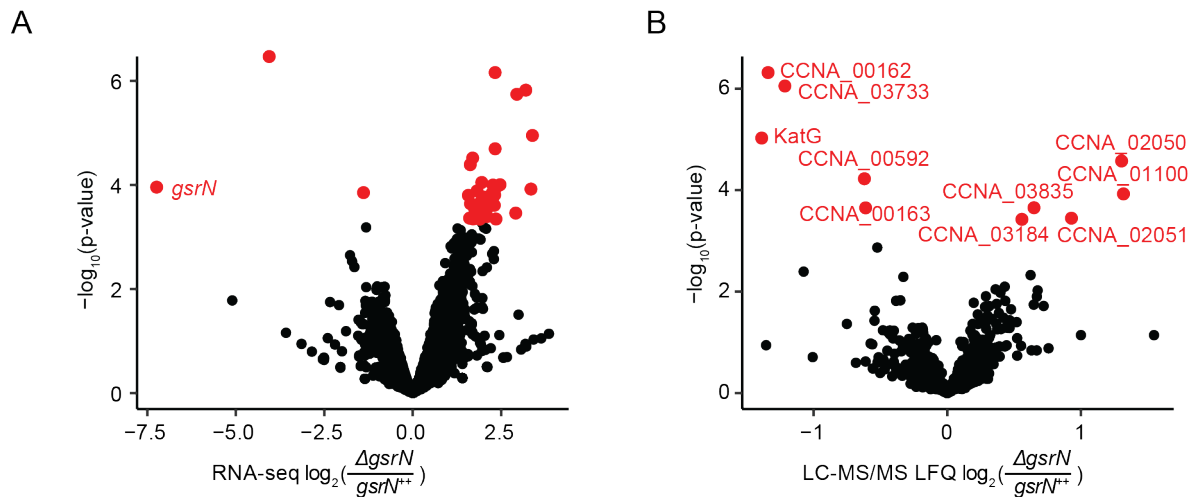 A
−log10(p-value)
6
4
2
0
gsrN
−7.5 −5.0 −2.5 0.0 2.5
RNA-seq log2(ΔgsrN/gsrN++)
B
−log10(p-value)
6
4
2
0
CCNA_00162
CCNA_03733
KatG
CCNA_00592
CCNA_00163
CCNA_02050
CCNA_01100
CCNA_03835
CCNA_03184 CCNA_02051
−1 0 1
LC-MS/MS LFQ log2(ΔgsrN/gsrN++)